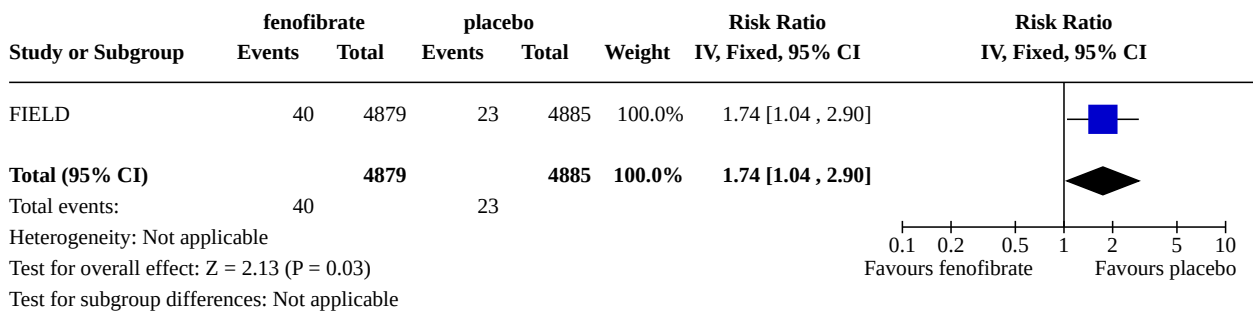 fenofibrate placebo Risk Ratio Risk Ratio
Study or Subgroup Events Total Events Total Weight IV, Fixed, 95% CI IV, Fixed, 95% CI
FIELD 40 4879 23 4885 100.0% 1.74 [1.04 , 2.90]
Total (95% CI) 4879 4885 100.0% 1.74 [1.04 , 2.90]
Total events: 40 23
Heterogeneity: Not applicable
0.1 0.2 0.5 1 2 5 10
Test for overall effect: Z = 2.13 (P = 0.03) Favours fenofibrate Favours placebo
Test for subgroup differences: Not applicable